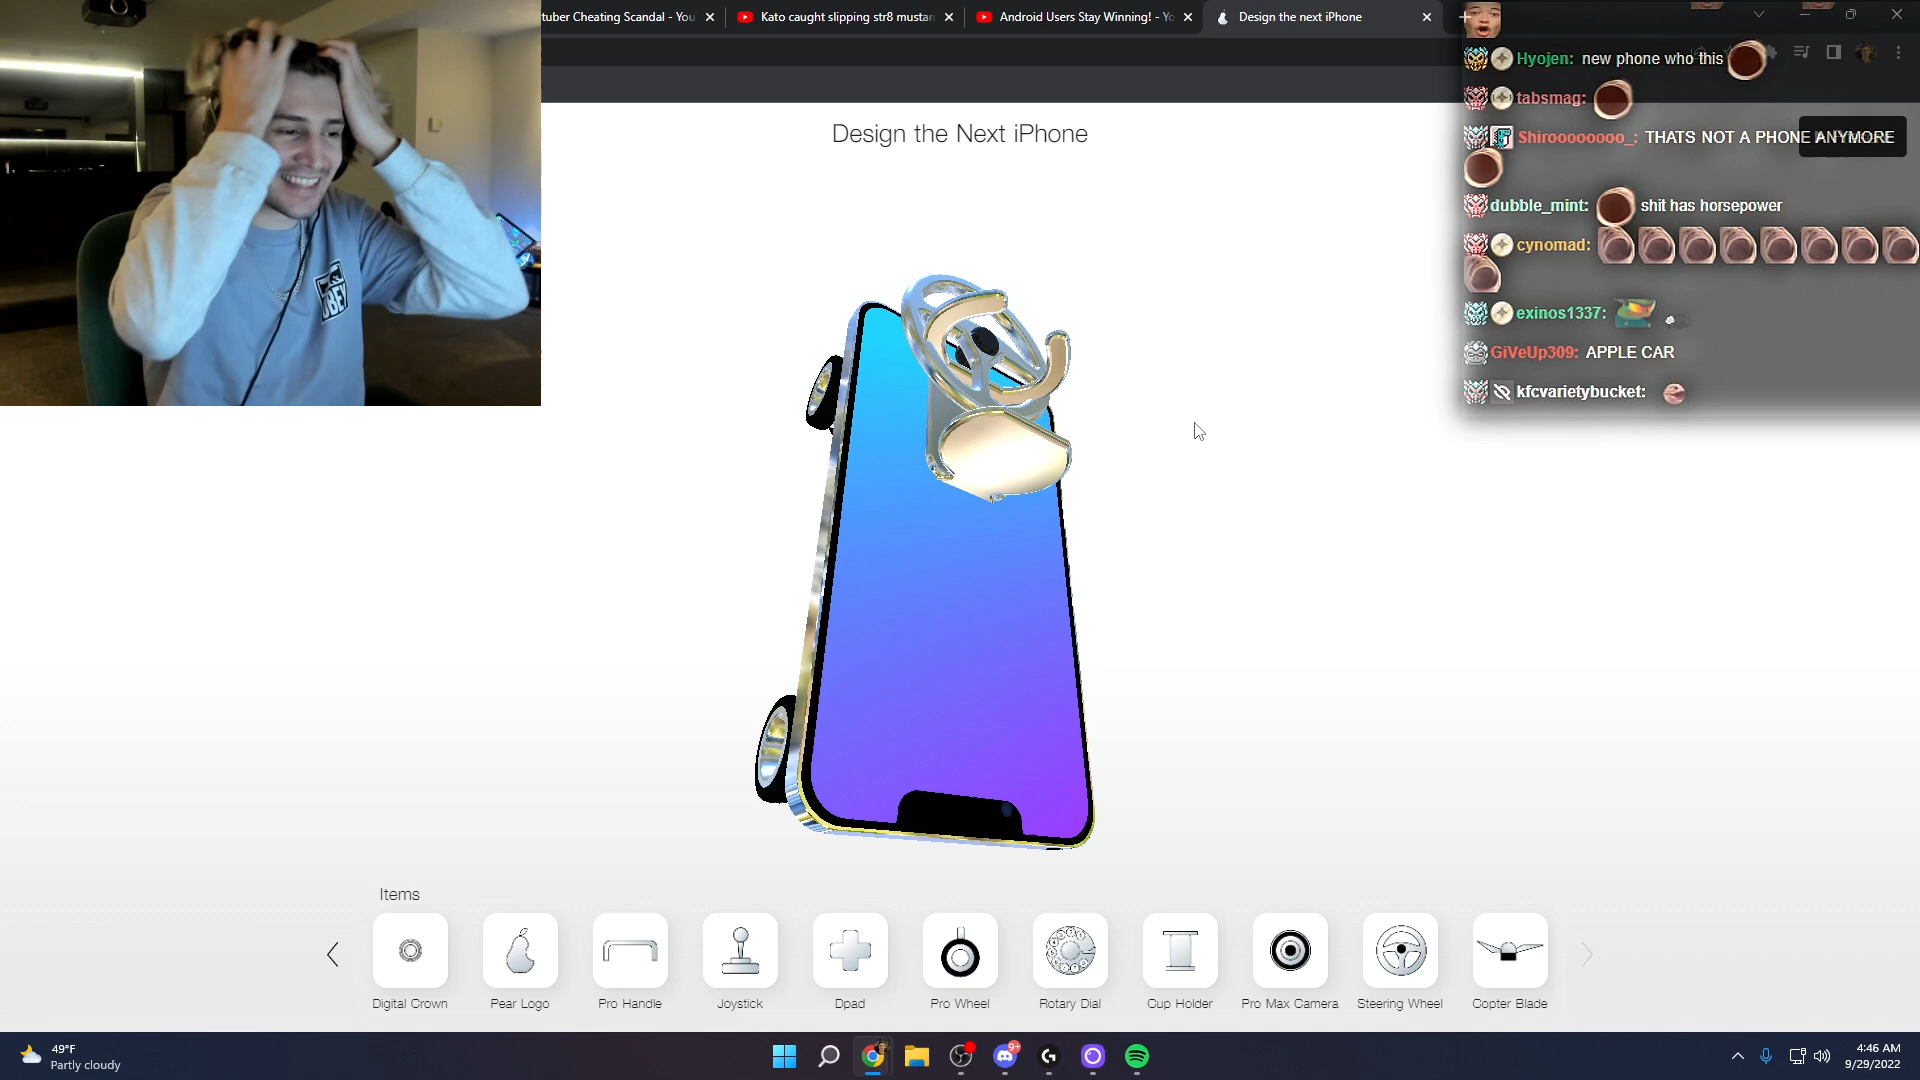 tuber Cheating Scandal - You
Kato caught slipping str8 mustar
Android Users Stay Winning! - Yo
Design the next iPhone
Hyojen: new phone who this
tabsmag:
Shiroooooooo_: THATS NOT A PHONE ANYMORE
dubble_mint: shit has horsepower
cynomad:
exinos1337:
GiVeUp309: APPLE CAR
kfcvarietybucket:
Design the Next iPhone
OBEY
Items
Digital Crown
Pear Logo
Pro Handle
Joystick
Dpad
Pro Wheel
Rotary Dial
Cup Holder
Pro Max Camera
Steering Wheel
Copter Blade
49°F
Partly cloudy
9+
4:46 AM
9/29/2022